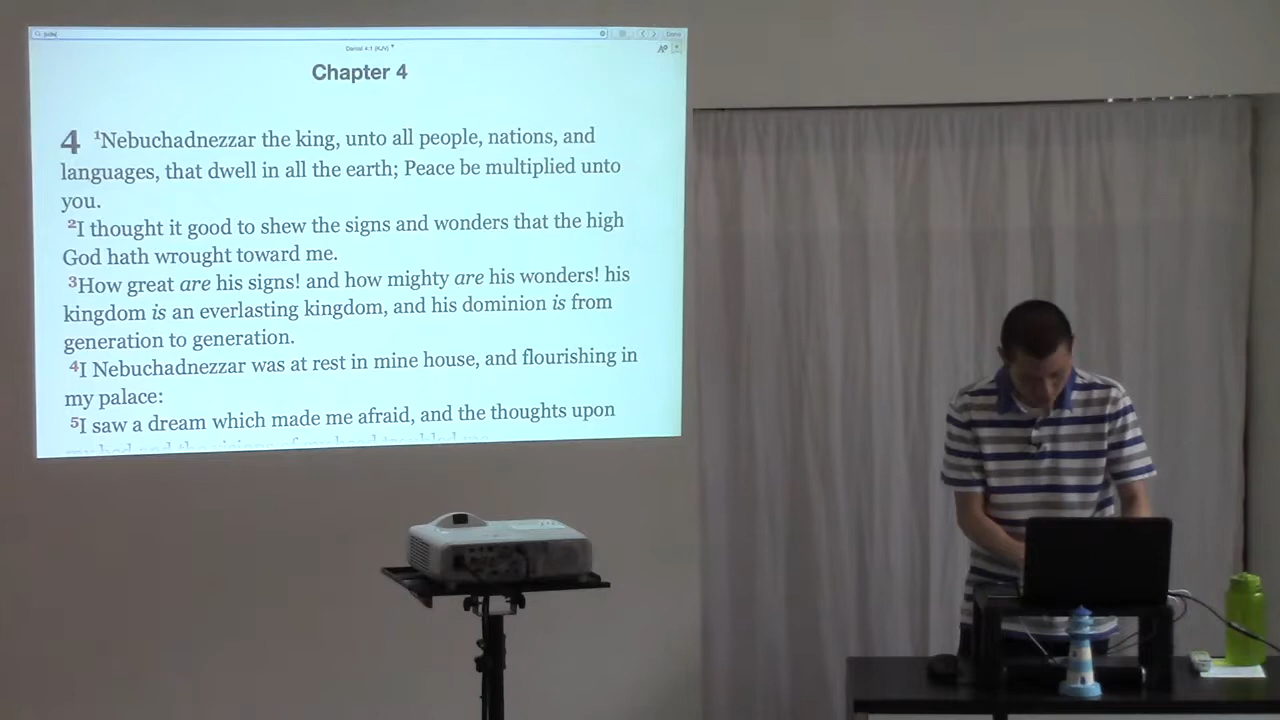 Daniel 4:1 (KJV)
Chapter 4
4 1Nebuchadnezzar the king, unto all people, nations, and
languages, that dwell in all the earth; Peace be multiplied unto
you.
2I thought it good to shew the signs and wonders that the high
God hath wrought toward me.
3How great are his signs! and how mighty are his wonders! his
kingdom is an everlasting kingdom, and his dominion is from
generation to generation.
4I Nebuchadnezzar was at rest in mine house, and flourishing in
my palace:
5I saw a dream which made me afraid, and the thoughts upon